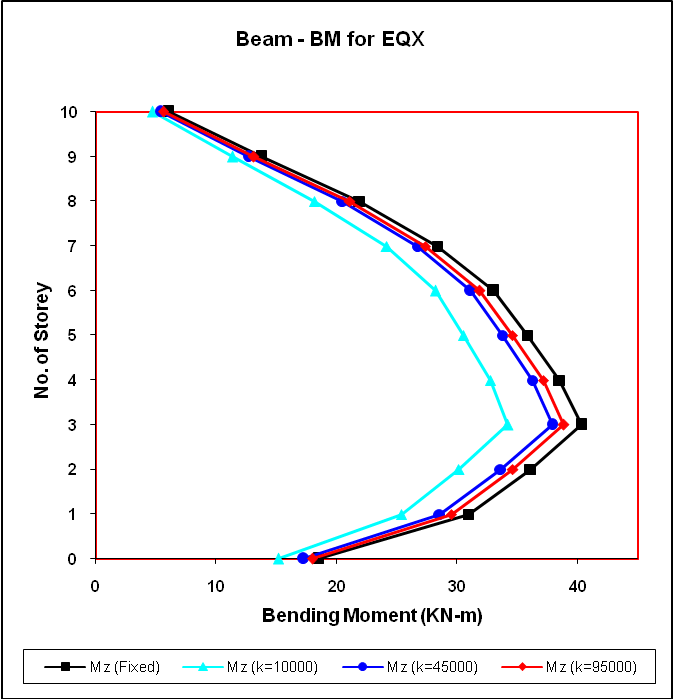 Beam - BM for EQX
10
9
8
7
6
5
4
3
2
1
0
No. of Storey
0 10 20 30 40
Bending Moment (KN-m)
Mz (Fixed) Mz (k=10000) Mz (k=45000) Mz (k=95000)